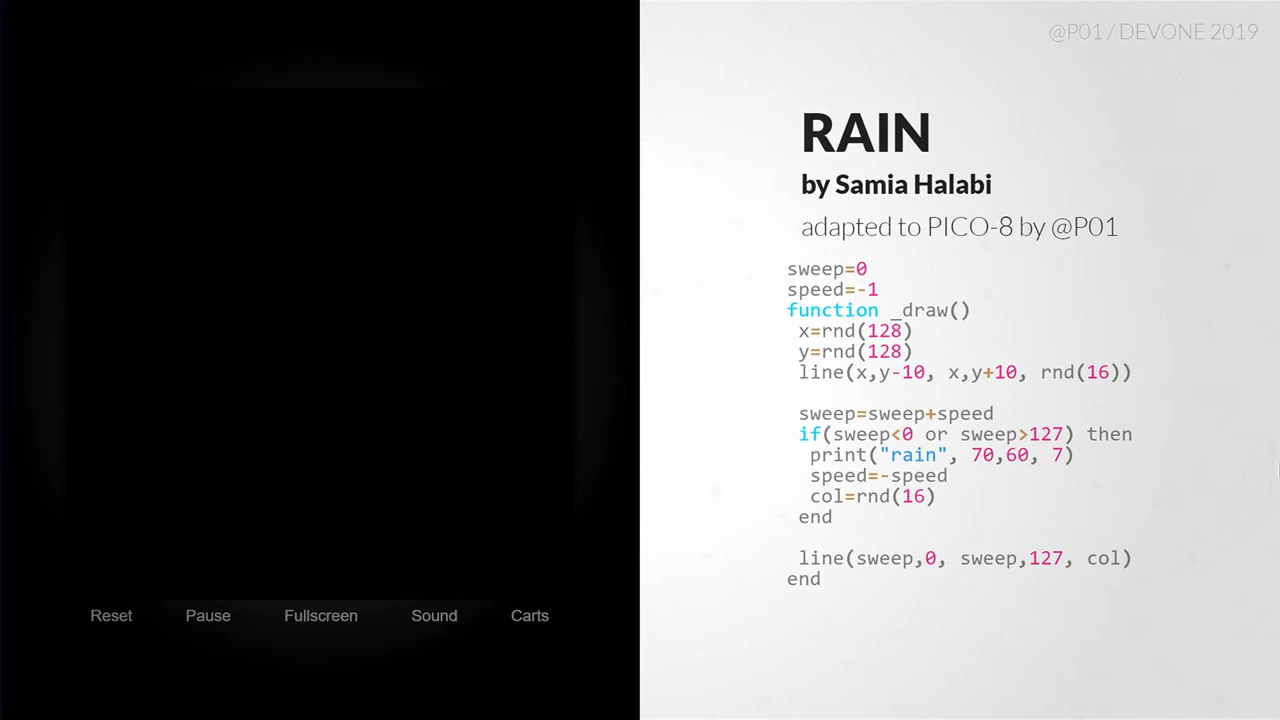 @P01 / DEVONE 2019
RAIN
by Samia Halabi
adapted to PICO-8 by @P01
sweep=0
speed=-1
function _draw()
 x=rnd(128)
 y=rnd(128)
 line(x,y-10, x,y+10, rnd(16))

 sweep=sweep+speed
 if(sweep<0 or sweep>127) then
  print("rain", 70,60, 7)
  speed=-speed
  col=rnd(16)
 end

 line(sweep,0, sweep,127, col)
end
Reset Pause Fullscreen Sound Carts